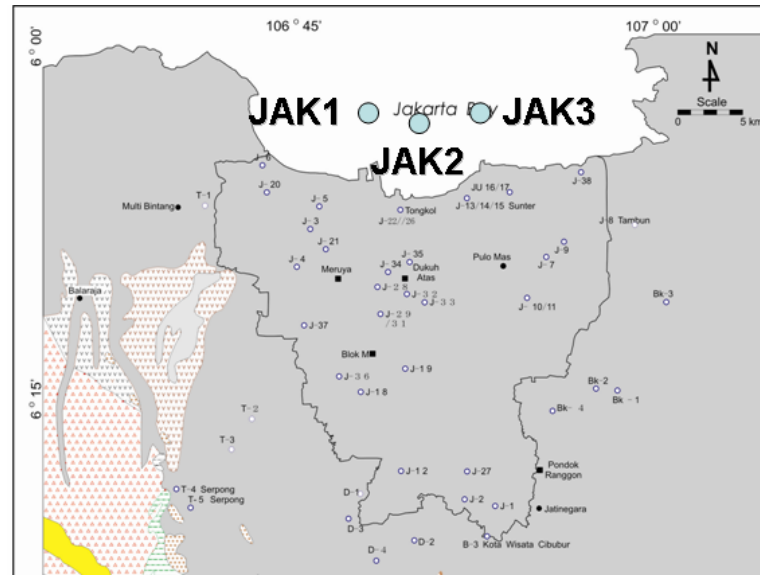 106 ° 45'
107 ° 00'
6 ° 00'
N
Scale
0 5 km
JAK1
Jakarta Bay
JAK3
JAK2
J-6
J-38
J-20
T-1
Multi Bintang
J-5
Tongkol
J-22//26
JU 16/17
J-13/14/15 Sunter
J-8 Tambun
J-3
J-21
J-9
J-7
J-4
J-35
J-34
Meruya
Dukuh
Atas
Pulo Mas
Balaraja
J-28
J-32
J-33
J-10/11
Bk-3
J-29
/31
J-37
Blok M
J-19
J-36
J-18
Bk-2
Bk-1
Bk-4
6 ° 15'
T-2
T-3
J-12
J-27
Pondok
Ranggon
T-4 Serpong
T-5 Serpong
D-1
J-2
J-1
Jatinegara
D-3
D-2
B-3 Kota Wisata Cibubur
D-4